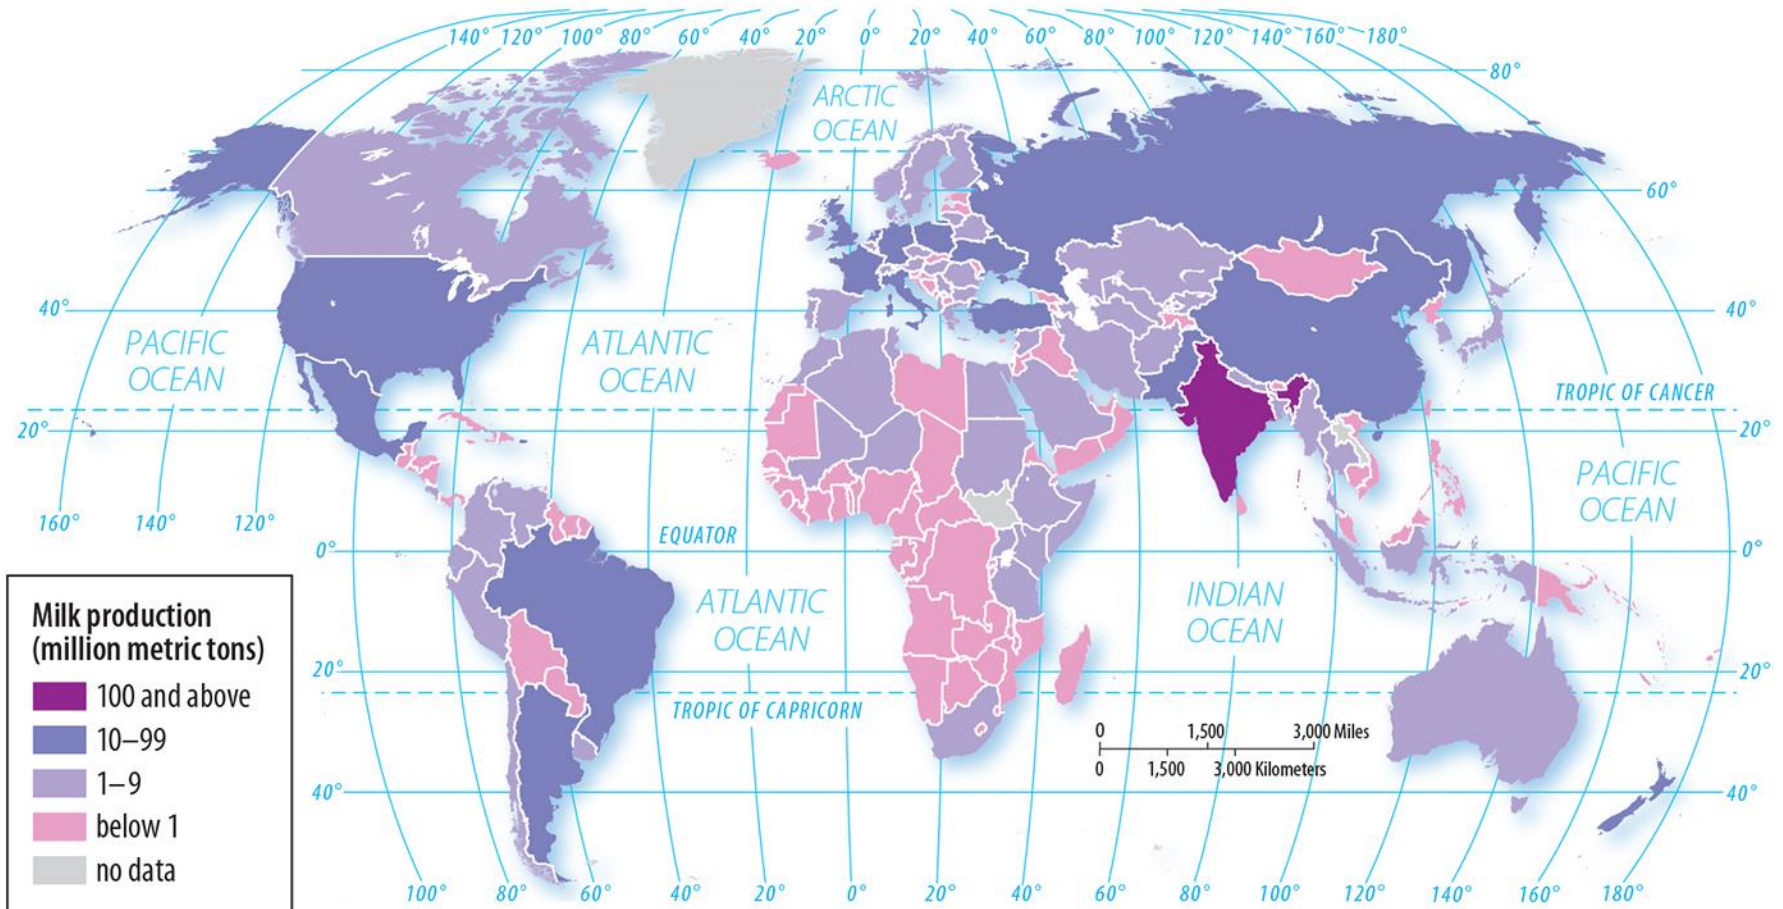 140° 120° 100° 80° 60° 40° 20° 0° 20° 40° 60° 80° 100° 120° 140° 160° 180°
80°
ARCTIC
OCEAN
60°
40°
40°
PACIFIC
OCEAN
ATLANTIC
OCEAN
TROPIC OF CANCER
20°
20°
PACIFIC
OCEAN
160° 140° 120°
EQUATOR
0°
0°
ATLANTIC
OCEAN
INDIAN
OCEAN
20°
20°
TROPIC OF CAPRICORN
0 1,500 3,000 Miles
0 1,500 3,000 Kilometers
40°
40°
100° 80° 60° 40° 20° 0° 20° 40° 60° 80° 100° 120° 140° 160° 180°
Milk production
(million metric tons)
100 and above
10–99
1–9
below 1
no data